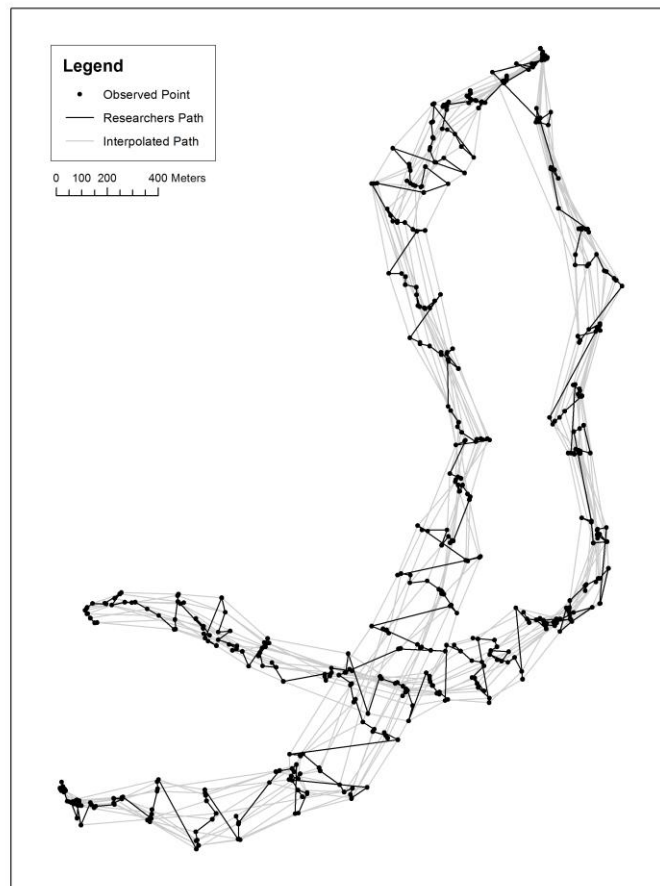 Legend
Observed Point
Researchers Path
Interpolated Path
0 100 200 400 Meters